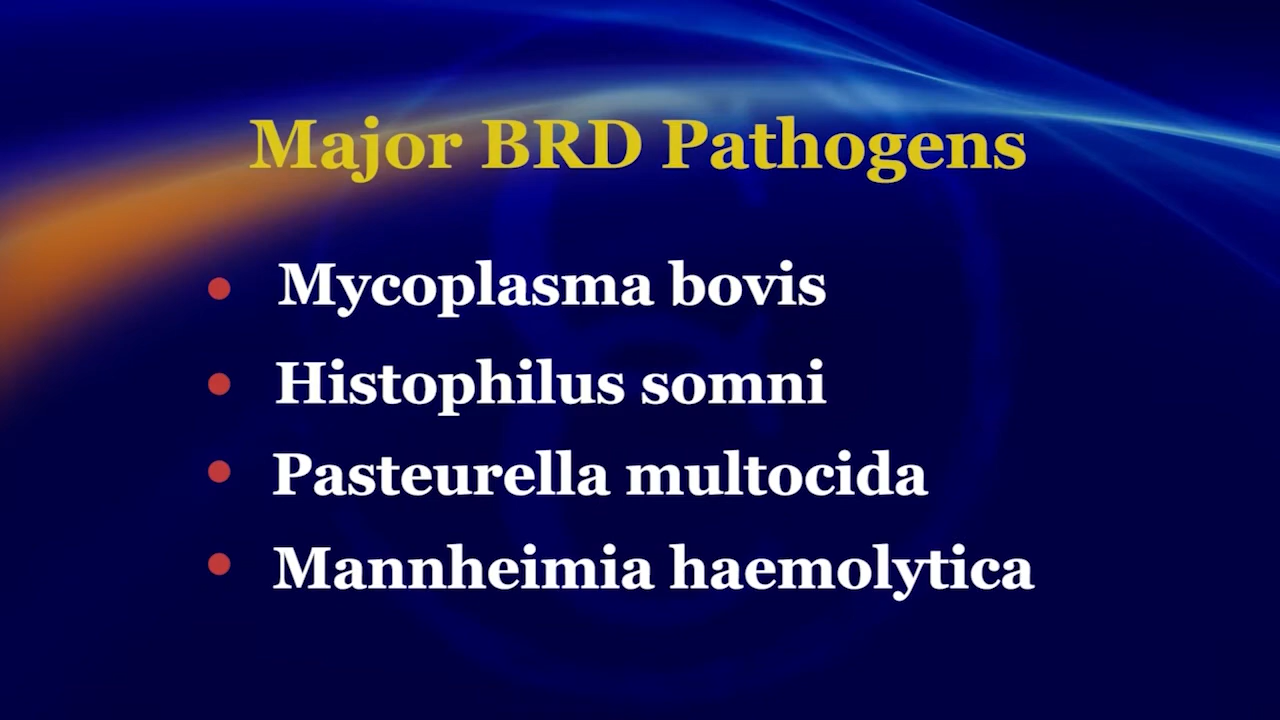 Major BRD Pathogens
Mycoplasma bovis
Histophilus somni
Pasteurella multocida
Mannheimia haemolytica